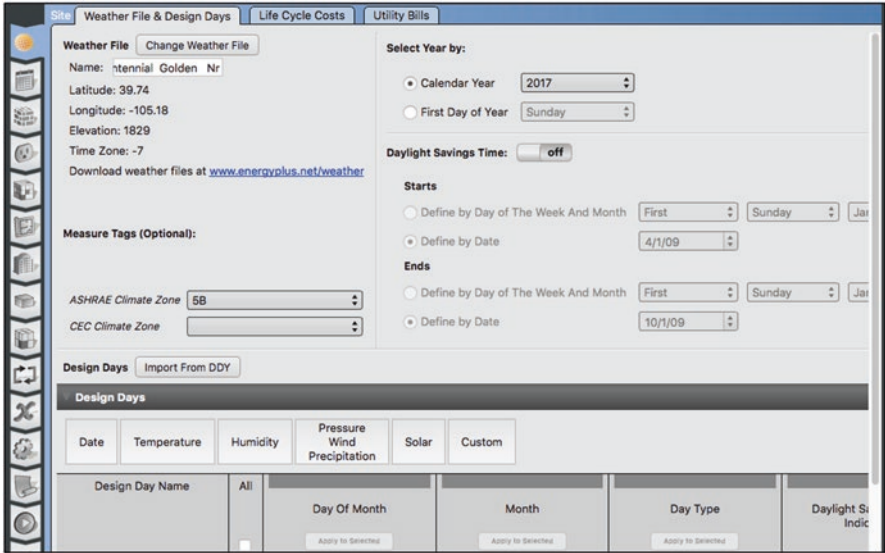 Site Weather File & Design Days Life Cycle Costs Utility Bills
Weather File Change Weather File
Name: ntennial Golden Nr
Latitude: 39.74
Longitude: -105.18
Elevation: 1829
Time Zone: -7
Download weather files at www.energyplus.net/weather
Measure Tags (Optional):
ASHRAE Climate Zone 5B
CEC Climate Zone
Select Year by:
Calendar Year 2017
First Day of Year Sunday
Daylight Savings Time: off
Starts
Define by Day of The Week And Month First Sunday Jan
Define by Date 4/1/09
Ends
Define by Day of The Week And Month First Sunday Jan
Define by Date 10/1/09
Design Days Import From DDY
Design Days
Date Temperature Humidity Pressure Wind Precipitation Solar Custom
Design Day Name All
Day Of Month Month Day Type Daylight Sa
Indic
Apply to Selected Apply to Selected Apply to Selected